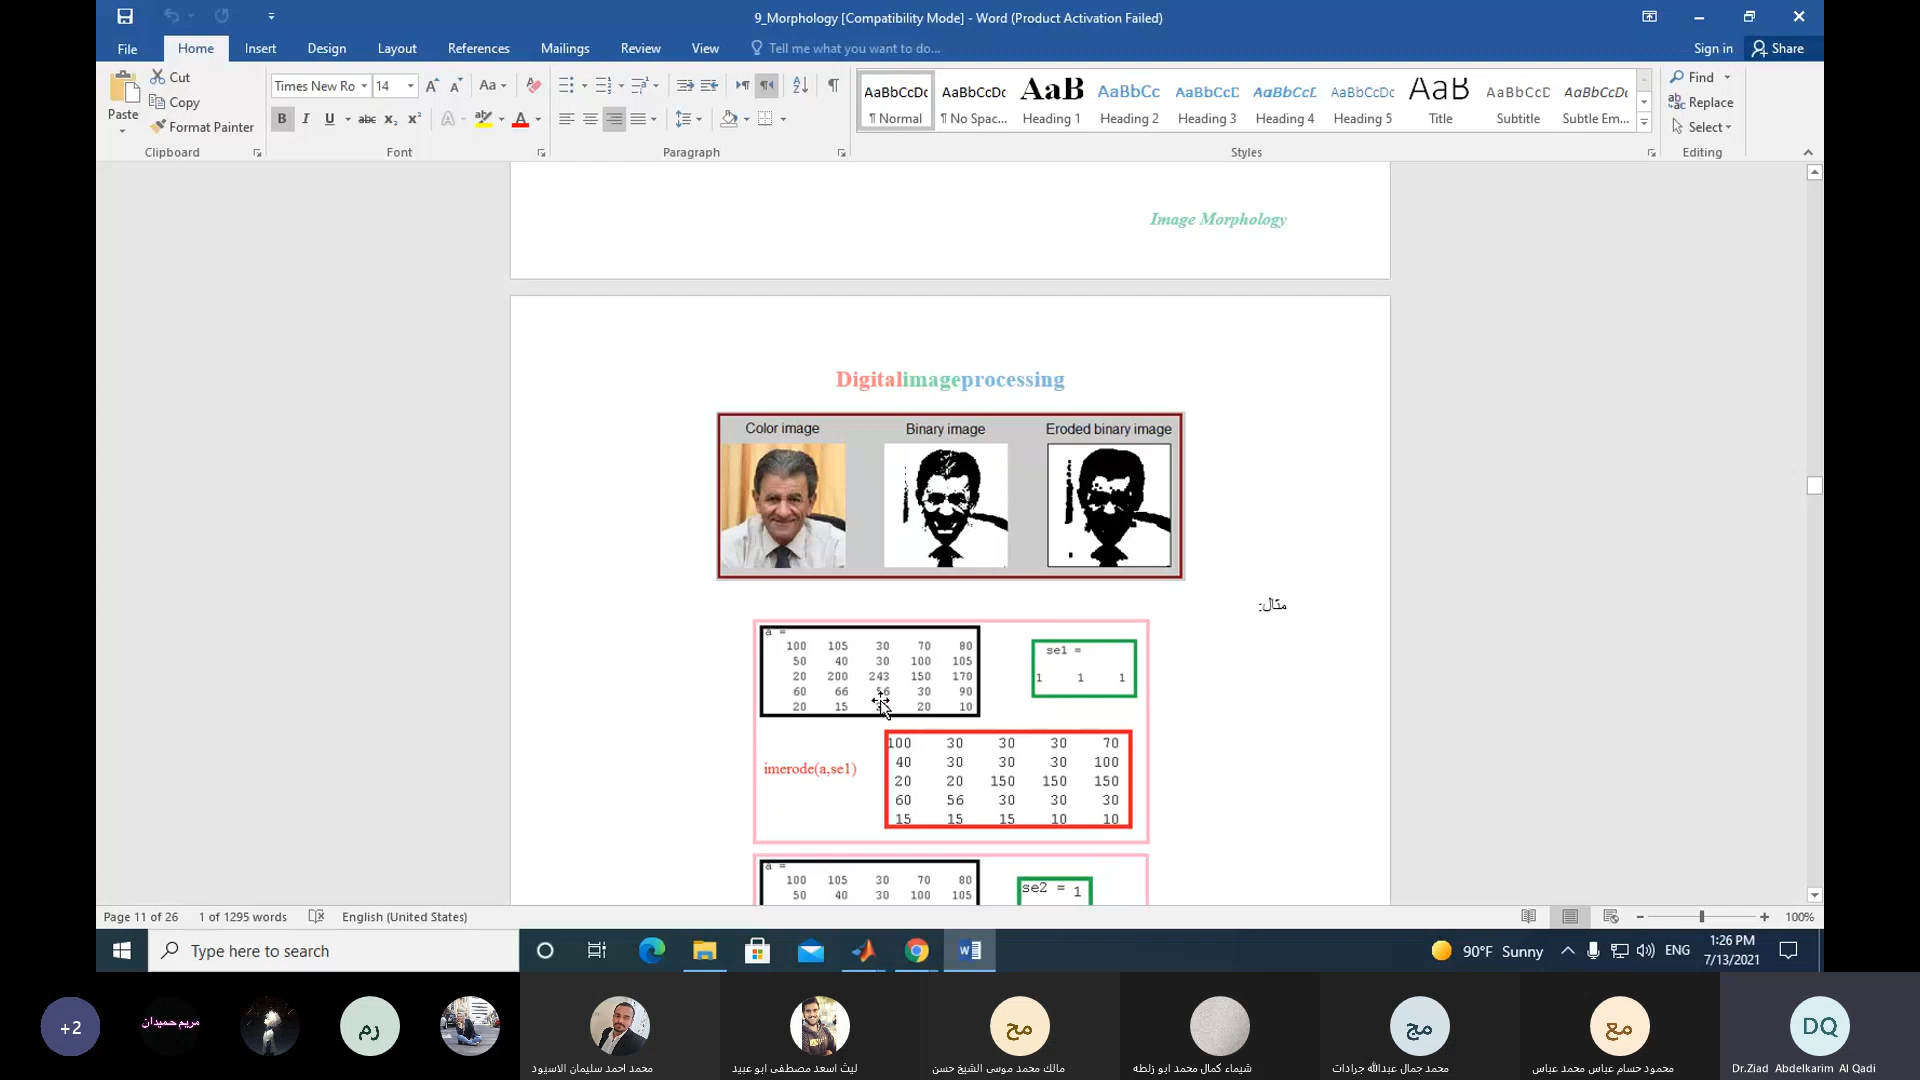 9_Morphology [Compatibility Mode] - Word (Product Activation Failed)
File Home Insert Design Layout References Mailings Review View Tell me what you want to do... Sign in Share
Paste
Cut
Copy
Format Painter
Clipboard
Times New Ro 14
Font
Paragraph
AaBbCcDc AaBbCcDc AaB AaBbCc AaBbCcD AaBbCcD AaBbCcDc AaB AaBbCcD AaBbCcDc
¶ Normal ¶ No Spac... Heading 1 Heading 2 Heading 3 Heading 4 Heading 5 Title Subtitle Subtle Em...
Styles
Find
Replace
Select
Editing
Image Morphology
Digitalimageprocessing
Color image Binary image Eroded binary image
مثال:
a =
100 105 30 70 80
50 40 30 100 105
20 200 243 150 170
60 66 56 30 90
20 15 20 10
se1 =
1 1 1
imerode(a,se1)
100 30 30 30 70
40 30 30 30 100
20 20 150 150 150
60 56 30 30 30
15 15 15 10 10
a =
100 105 30 70 80
50 40 30 100 105
se2 = 1
Page 11 of 26 1 of 1295 words English (United States) 100%
Type here to search
90°F Sunny ENG
1:26 PM
7/13/2021
+2
مريم حميدان
رم
مح
مج
مع
DQ
محمد احمد سليمان الاسيود
ليث اسعد مصطفى ابو عبيد
مالك محمد موسى الشيخ حسن
شيماء كمال محمد ابو زلطه
محمد جمال عبدالله جرادات
محمود حسام عباس محمد عباس
Dr.Ziad Abdelkarim Al Qadi